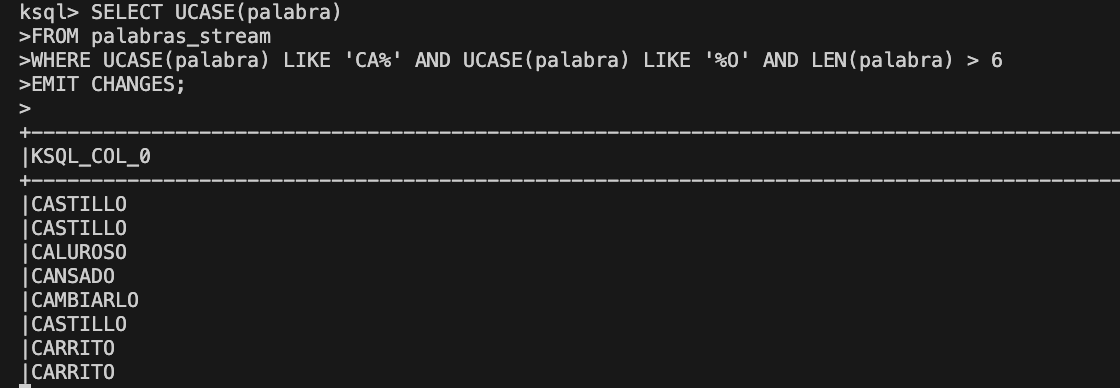 ksql> SELECT UCASE(palabra)
>FROM palabras_stream
>WHERE UCASE(palabra) LIKE 'CA%' AND UCASE(palabra) LIKE '%O' AND LEN(palabra) > 6
>EMIT CHANGES;
>
+--------------------------------------------------------------------------------------------
|KSQL_COL_0
+--------------------------------------------------------------------------------------------
|CASTILLO
|CASTILLO
|CALUROSO
|CANSADO
|CAMBIARLO
|CASTILLO
|CARRITO
|CARRITO